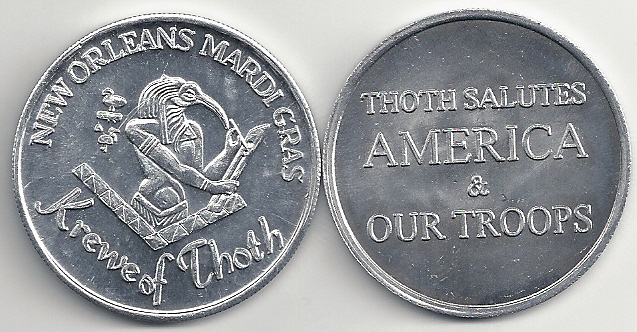 NEW ORLEANS MARDI GRAS
Krewe of Thoth
THOTH SALUTES
AMERICA
&
OUR TROOPS